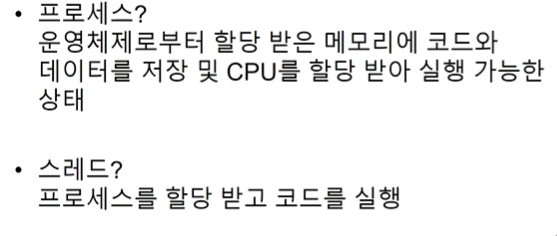 • 프로세스?
운영체제로부터 할당 받은 메모리에 코드와
데이터를 저장 및 CPU를 할당 받아 실행 가능한
상태
• 스레드?
프로세스를 할당 받고 코드를 실행